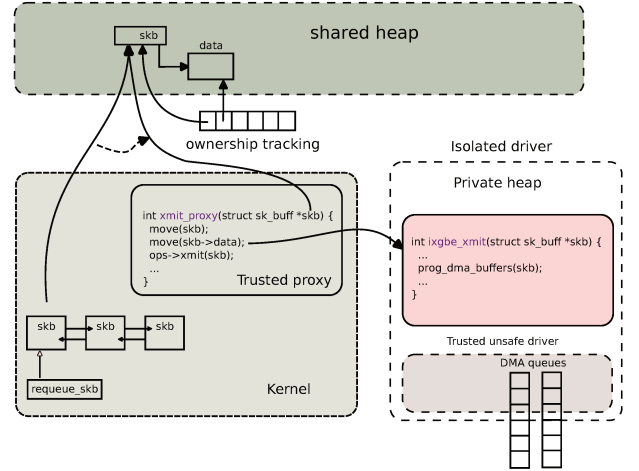 shared heap
skb
data
ownership tracking
Isolated driver
Private heap
int xmit_proxy(struct sk_buff *skb) {
move(skb);
move(skb->data);
ops->xmit(skb);
...
}
Trusted proxy
int ixgbe_xmit(struct sk_buff *skb) {
...
prog_dma_buffers(skb);
...
}
skb
skb
skb
requeue_skb
Kernel
Trusted unsafe driver
DMA queues